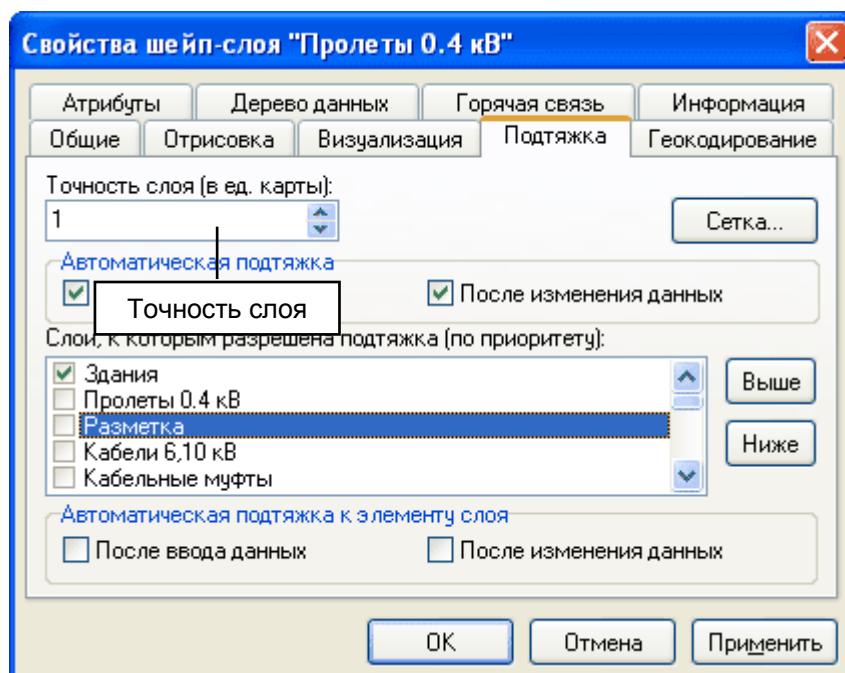 Свойства шейп-слоя "Пролеты 0.4 кВ"
Атрибуты Дерево данных Горячая связь Информация
Общие Отрисовка Визуализация Подтяжка Геокодирование
Точность слоя (в ед. карты):
1 Сетка...
Автоматическая подтяжка
После изменения данных
Точность слоя
Слои, к которым разрешена подтяжка (по приоритету):
Здания
Пролеты 0.4 кВ
Разметка
Кабели 6,10 кВ
Кабельные муфты
Выше
Ниже
Автоматическая подтяжка к элементу слоя
После ввода данных После изменения данных
OK Отмена Применить